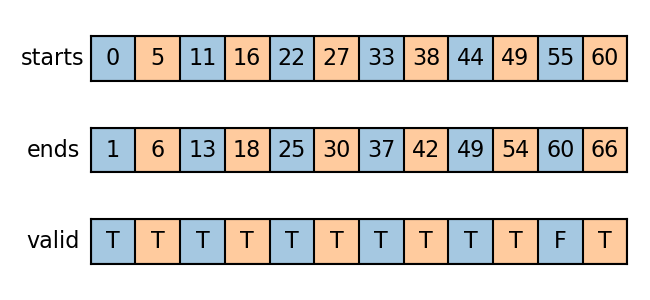 starts 0 5 11 16 22 27 33 38 44 49 55 60
ends 1 6 13 18 25 30 37 42 49 54 60 66
valid T T T T T T T T T T F T